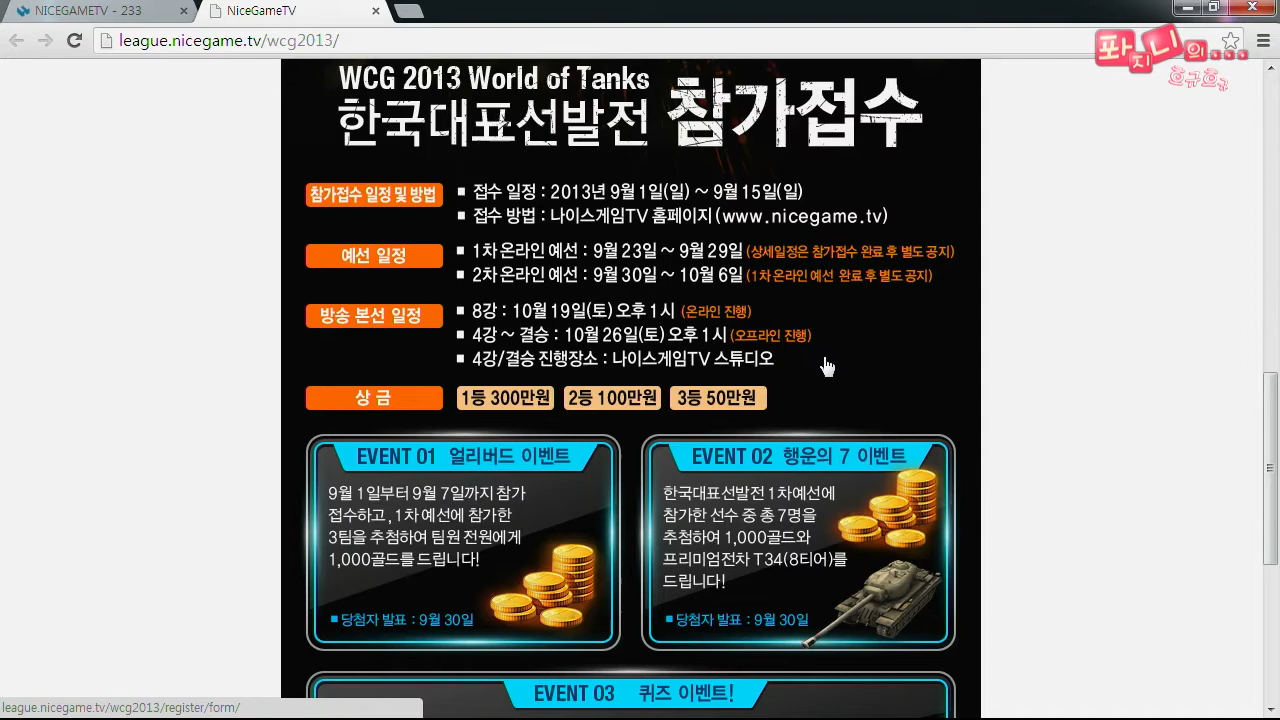 NICEGAMETV - 233
NiceGameTV
league.nicegame.tv/wcg2013/
퐈지니의...
흐규흐규
WCG 2013 World of Tanks
한국대표선발전 참가접수
참가접수 일정 및 방법
■ 접수 일정 : 2013년 9월 1일(일) ~ 9월 15일(일)
■ 접수 방법 : 나이스게임TV 홈페이지 (www.nicegame.tv)
예선 일정
■ 1차 온라인 예선 : 9월 23일 ~ 9월 29일 (상세일정은 참가접수 완료 후 별도 공지)
■ 2차 온라인 예선 : 9월 30일 ~ 10월 6일 (1차 온라인 예선 완료 후 별도 공지)
방송 본선 일정
■ 8강 : 10월 19일(토) 오후 1시 (온라인 진행)
■ 4강 ~ 결승 : 10월 26일(토) 오후 1시 (오프라인 진행)
■ 4강/결승 진행장소 : 나이스게임TV 스튜디오
상 금
1등 300만원 2등 100만원 3등 50만원
EVENT 01 얼리버드 이벤트
9월 1일부터 9월 7일까지 참가
접수하고, 1차 예선에 참가한
3팀을 추첨하여 팀원 전원에게
1,000골드를 드립니다!
■ 당첨자 발표 : 9월 30일
EVENT 02 행운의 7 이벤트
한국대표선발전 1차예선에
참가한 선수 중 총 7명을
추첨하여 1,000골드와
프리미엄전차 T34(8티어)를
드립니다!
■ 당첨자 발표 : 9월 30일
EVENT 03 퀴즈 이벤트!
league.nicegame.tv/wcg2013/register/form/